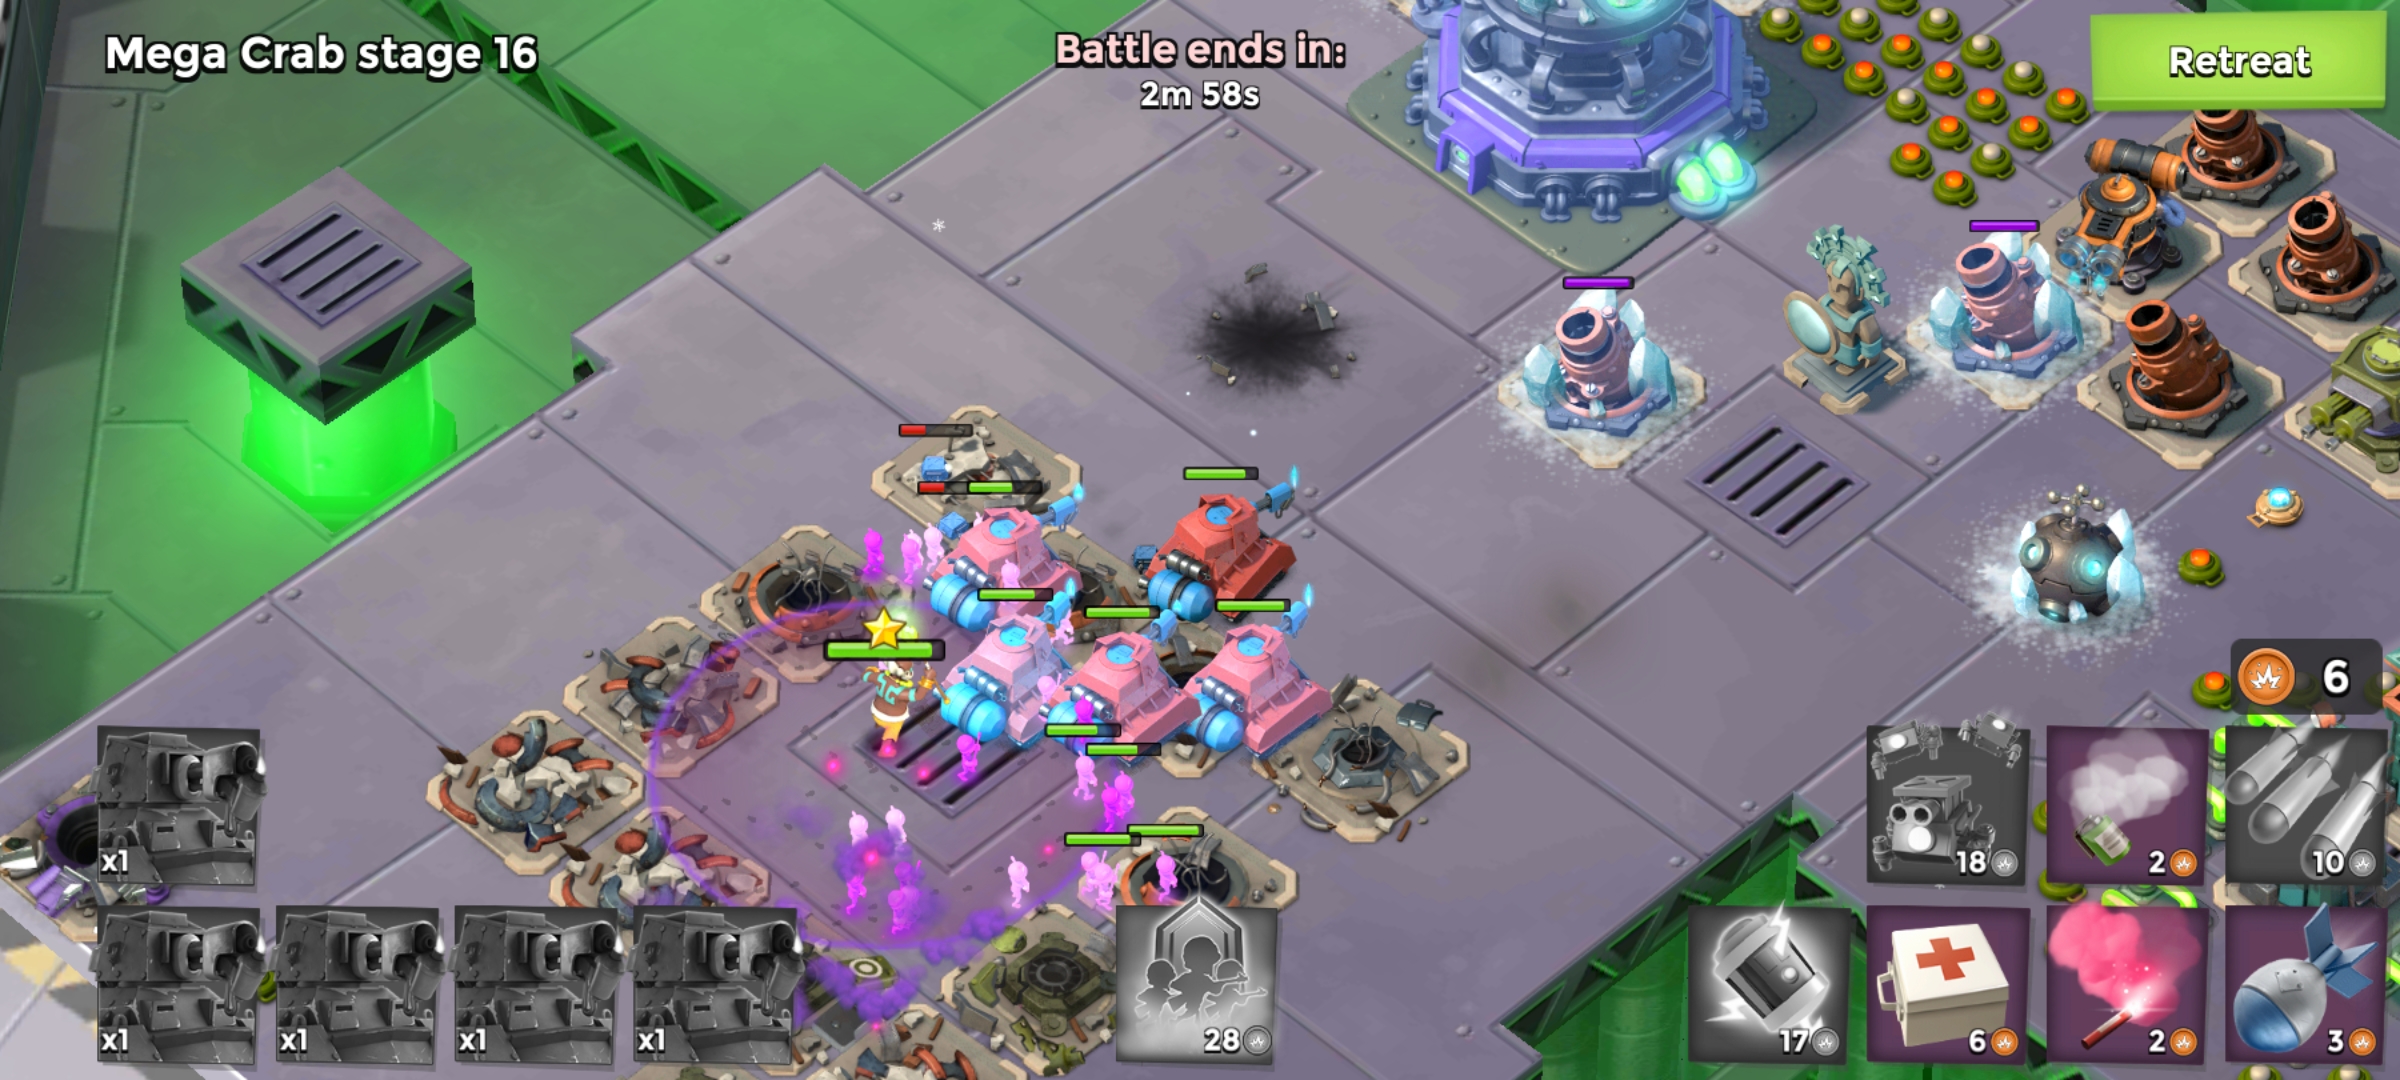 Mega Crab stage 16
Battle ends in:
2m 58s
Retreat
6
x1
18
2
10
x1
x1
x1
x1
28
17
6
2
3